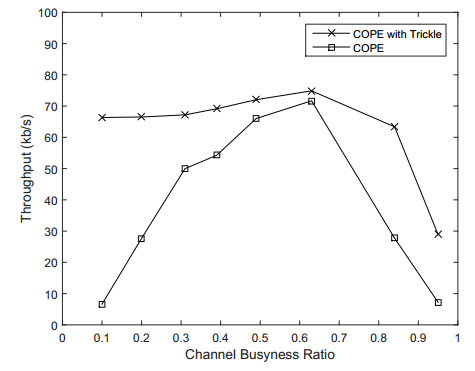 100
90
80
70
60
50
40
30
20
10
0
Throughput (kb/s)
COPE with Trickle
COPE
0 0.1 0.2 0.3 0.4 0.5 0.6 0.7 0.8 0.9 1
Channel Busyness Ratio